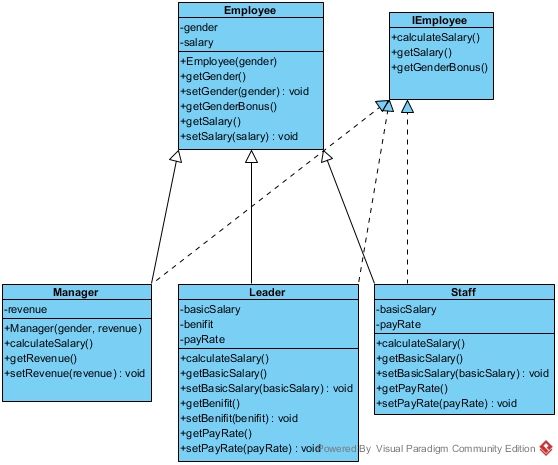 Employee
-gender
-salary
+Employee(gender)
+getGender()
+setGender(gender) : void
+getGenderBonus()
+getSalary()
+setSalary(salary) : void
IEmployee
+calculateSalary()
+getSalary()
+getGenderBonus()
Manager
-revenue
+Manager(gender, revenue)
+calculateSalary()
+getRevenue()
+setRevenue(revenue) : void
Leader
-basicSalary
-benifit
-payRate
+calculateSalary()
+getBasicSalary()
+setBasicSalary(basicSalary) : void
+getBenifit()
+setBenifit(benifit) : void
+getPayRate()
+setPayRate(payRate) : void
Staff
-basicSalary
-payRate
+calculateSalary()
+getBasicSalary()
+setBasicSalary(basicSalary) : void
+getPayRate()
+setPayRate(payRate) : void
Powered By Visual Paradigm Community Edition